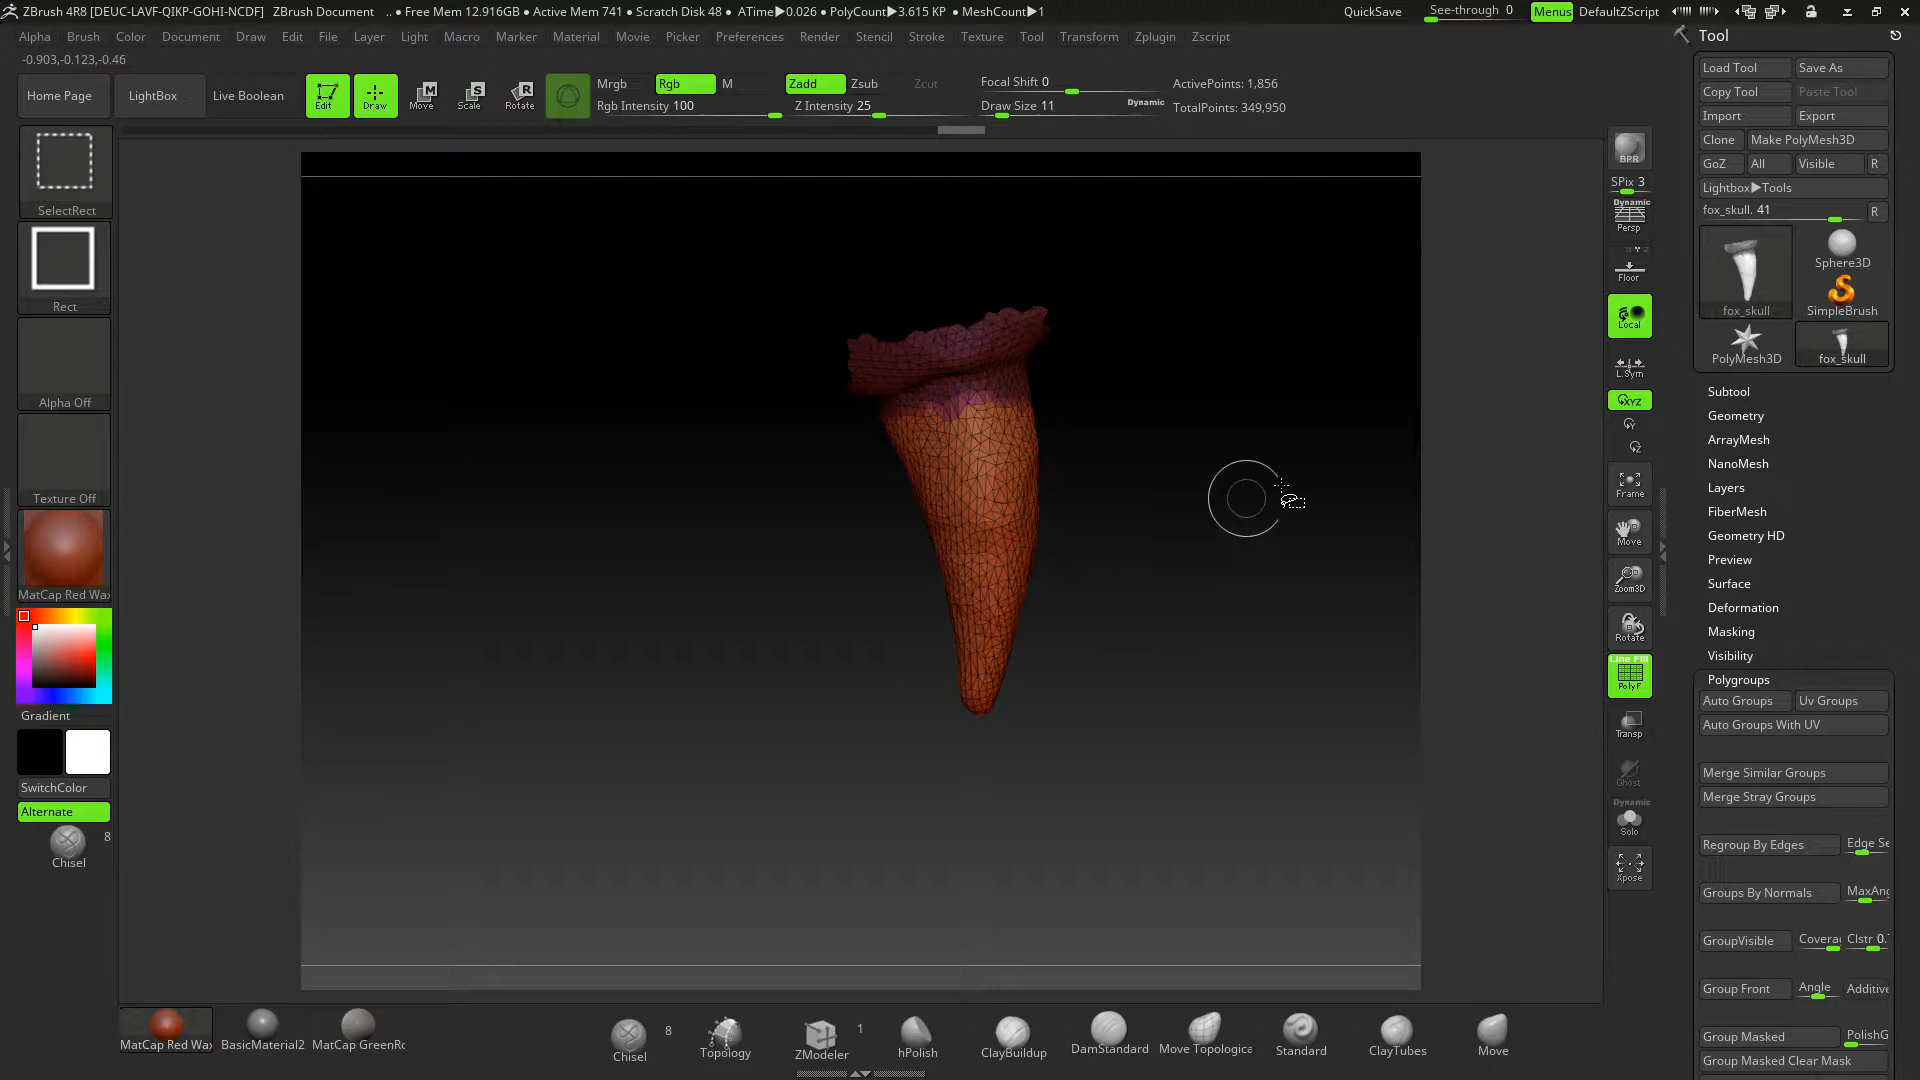 ZBrush 4R8 [DEUC-LAVF-QIKP-GOHI-NCDF] ZBrush Document .. • Free Mem 12.916GB • Active Mem 741 • Scratch Disk 48 • ATime▶0.026 • PolyCount▶3.615 KP • MeshCount▶1 QuickSave See-through 0 Menus DefaultZScript
Alpha Brush Color Document Draw Edit File Layer Light Macro Marker Material Movie Picker Preferences Render Stencil Stroke Texture Tool Transform Zplugin Zscript
-0.903,-0.123,-0.46
Home Page LightBox Live Boolean Edit Draw Move Scale Rotate
Mrgb Rgb M Zadd Zsub Zcut Focal Shift 0 ActivePoints: 1,856
Rgb Intensity 100 Z Intensity 25 Draw Size 11 Dynamic TotalPoints: 349,950
SelectRect
Rect
Alpha Off
Texture Off
MatCap Red Wax
Gradient
SwitchColor
Alternate
8
Chisel
BPR
SPix 3
Dynamic
Persp
Floor
Local
L.Sym
XYZ
Y
Z
Frame
Move
Zoom3D
Rotate
Line Fill
PolyF
Transp
Ghost
Dynamic
Solo
Xpose
Tool
Load Tool Save As
Copy Tool Paste Tool
Import Export
Clone Make PolyMesh3D
GoZ All Visible R
Lightbox▶Tools
fox_skull. 41 R
fox_skull Sphere3D
SimpleBrush
PolyMesh3D fox_skull
Subtool
Geometry
ArrayMesh
NanoMesh
Layers
FiberMesh
Geometry HD
Preview
Surface
Deformation
Masking
Visibility
Polygroups
Auto Groups Uv Groups
Auto Groups With UV
Merge Similar Groups
Merge Stray Groups
Regroup By Edges Edge Se
Groups By Normals MaxAng
GroupVisible Covera Clstr 0.
Group Front Angle Additive
Group Masked PolishG
Group Masked Clear Mask
MatCap Red Wax BasicMaterial2 MatCap GreenRo
8 Chisel Topology 1 ZModeler hPolish ClayBuildup DamStandard Move Topologica Standard ClayTubes Move